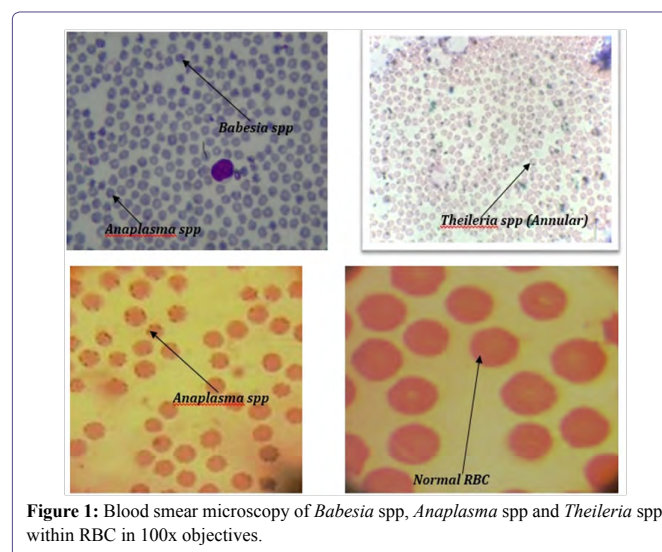 Babesia spp
Anaplasma spp
Theileria spp (Annular)
Anaplasma spp
Normal RBC
Figure 1: Blood smear microscopy of Babesia spp, Anaplasma spp and Theileria spp
within RBC in 100x objectives.